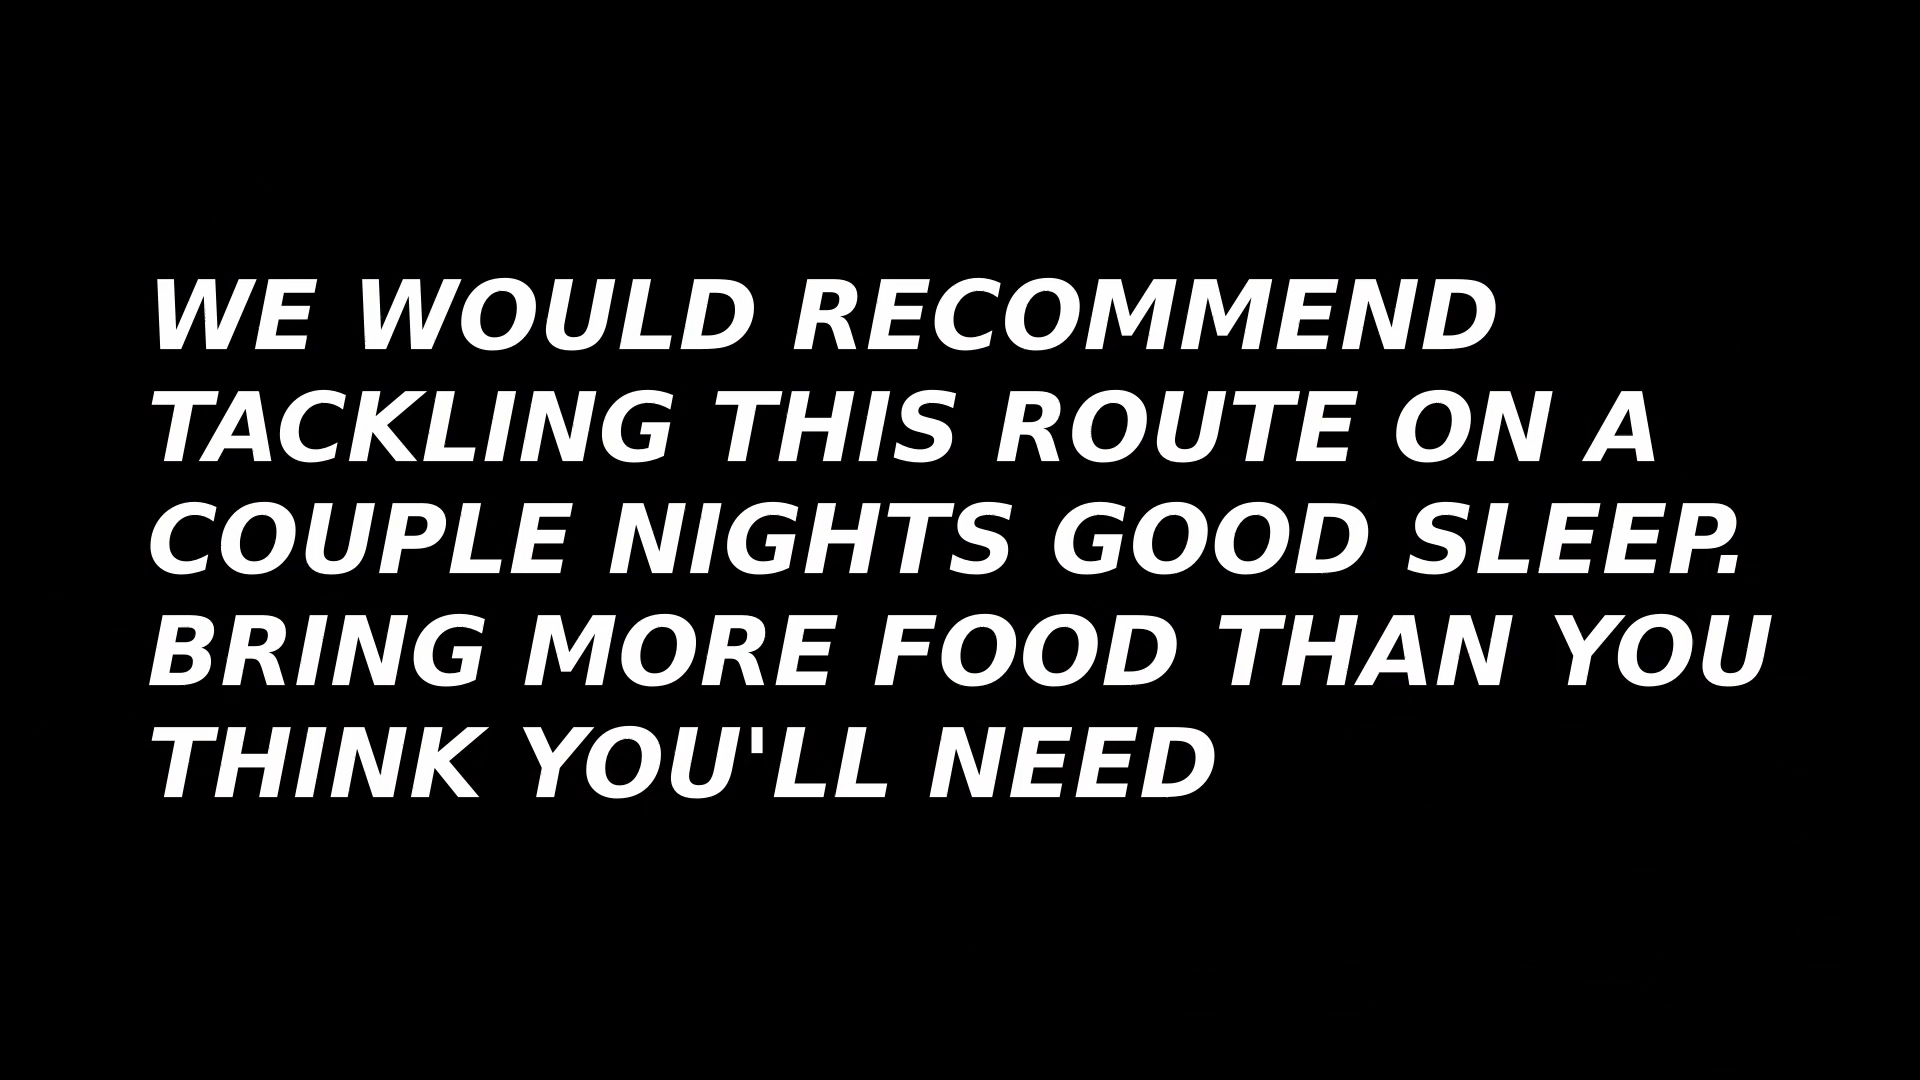 WE WOULD RECOMMEND
TACKLING THIS ROUTE ON A
COUPLE NIGHTS GOOD SLEEP.
BRING MORE FOOD THAN YOU
THINK YOU'LL NEED